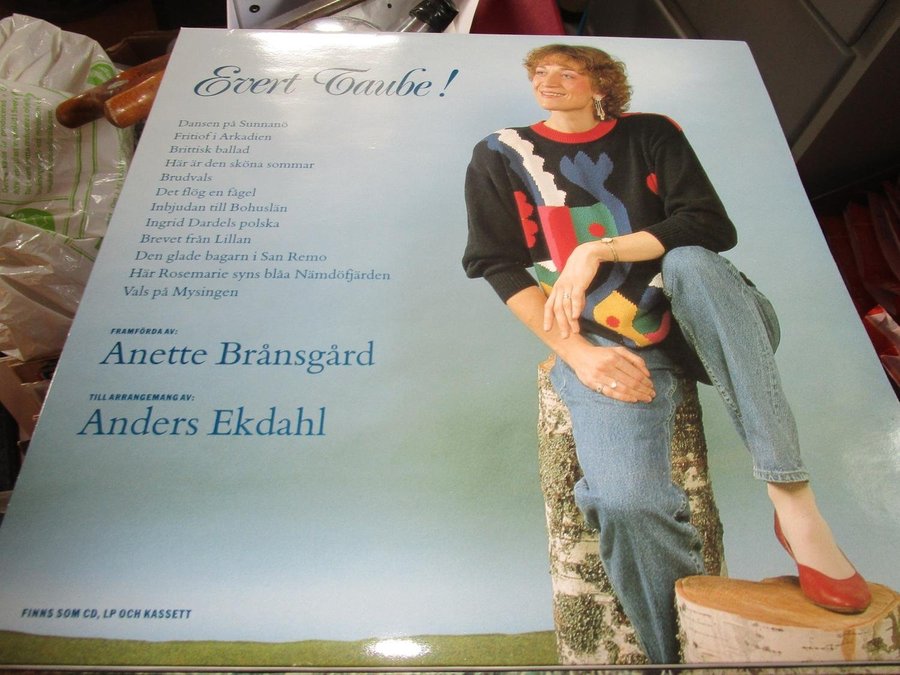 Evert Taube!
Dansen på Sunnanö
Fritiof i Arkadien
Brittisk ballad
Här är den sköna sommar
Brudvals
Det flög en fågel
Inbjudan till Bohuslän
Ingrid Dardels polska
Brevet från Lillan
Den glade bagarn i San Remo
Här Rosemarie syns blåa Nämdöfjärden
Vals på Mysingen
FRAMFÖRDA AV:
Anette Brånsgård
TILL ARRANGEMANG AV:
Anders Ekdahl
FINNS SOM CD, LP OCH KASSETT